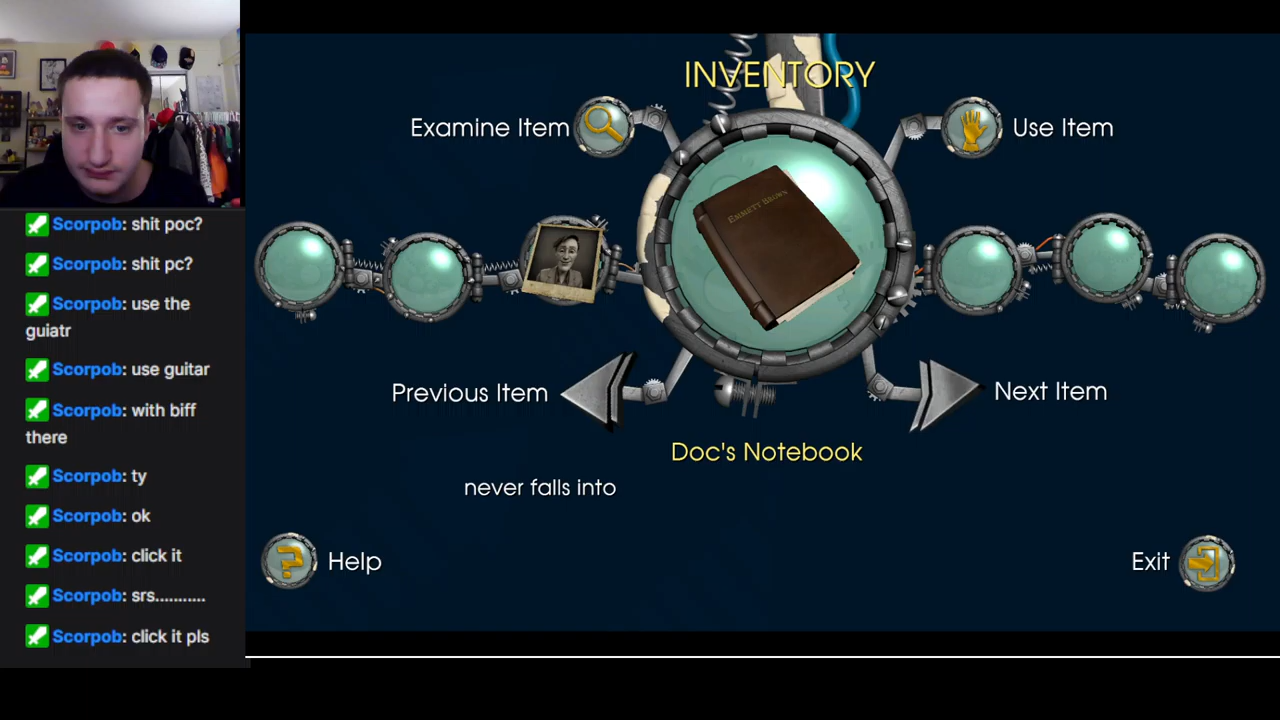 Scorpob: shit poc?
Scorpob: shit pc?
Scorpob: use the
guiatr
Scorpob: use guitar
Scorpob: with biff
there
Scorpob: ty
Scorpob: ok
Scorpob: click it
Scorpob: srs...........
Scorpob: click it pls
INVENTORY
Examine Item
Use Item
EMMETT BROWN
Previous Item
Next Item
Doc's Notebook
never falls into
Help
Exit